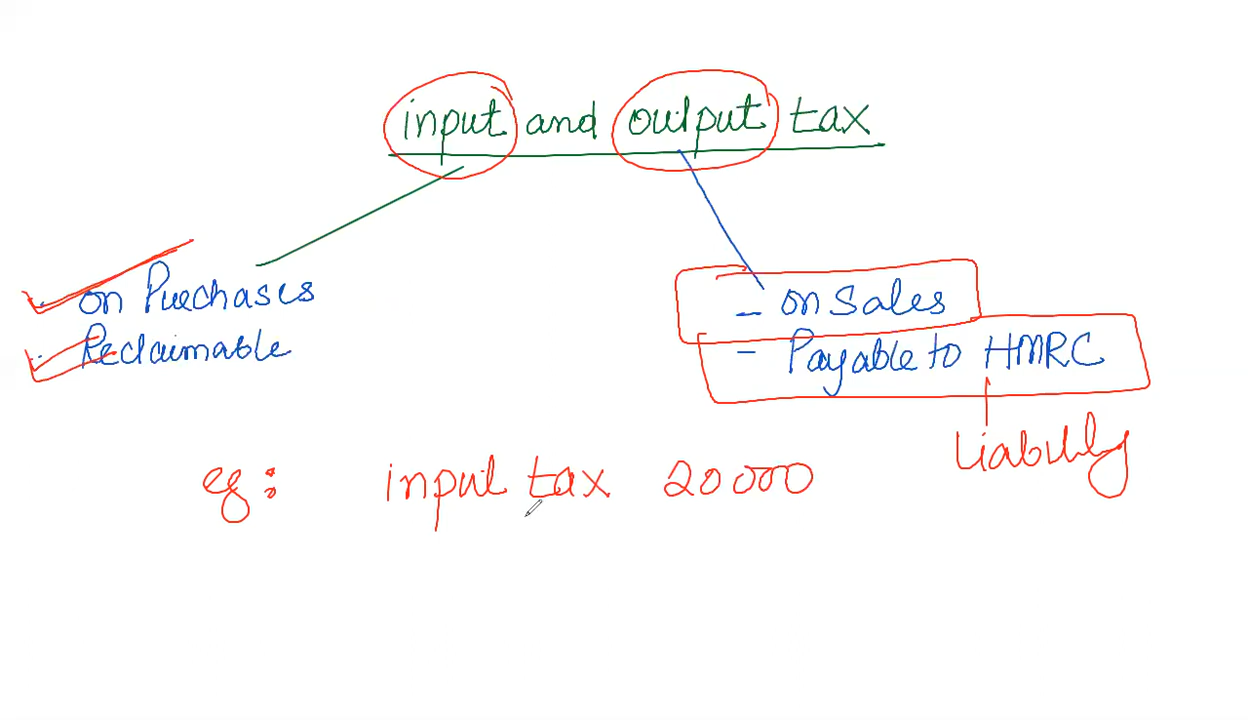 input and output tax
on Purchases
Reclaimable
- on Sales
- Payable to HMRC
Liability
eg: input tax 20000